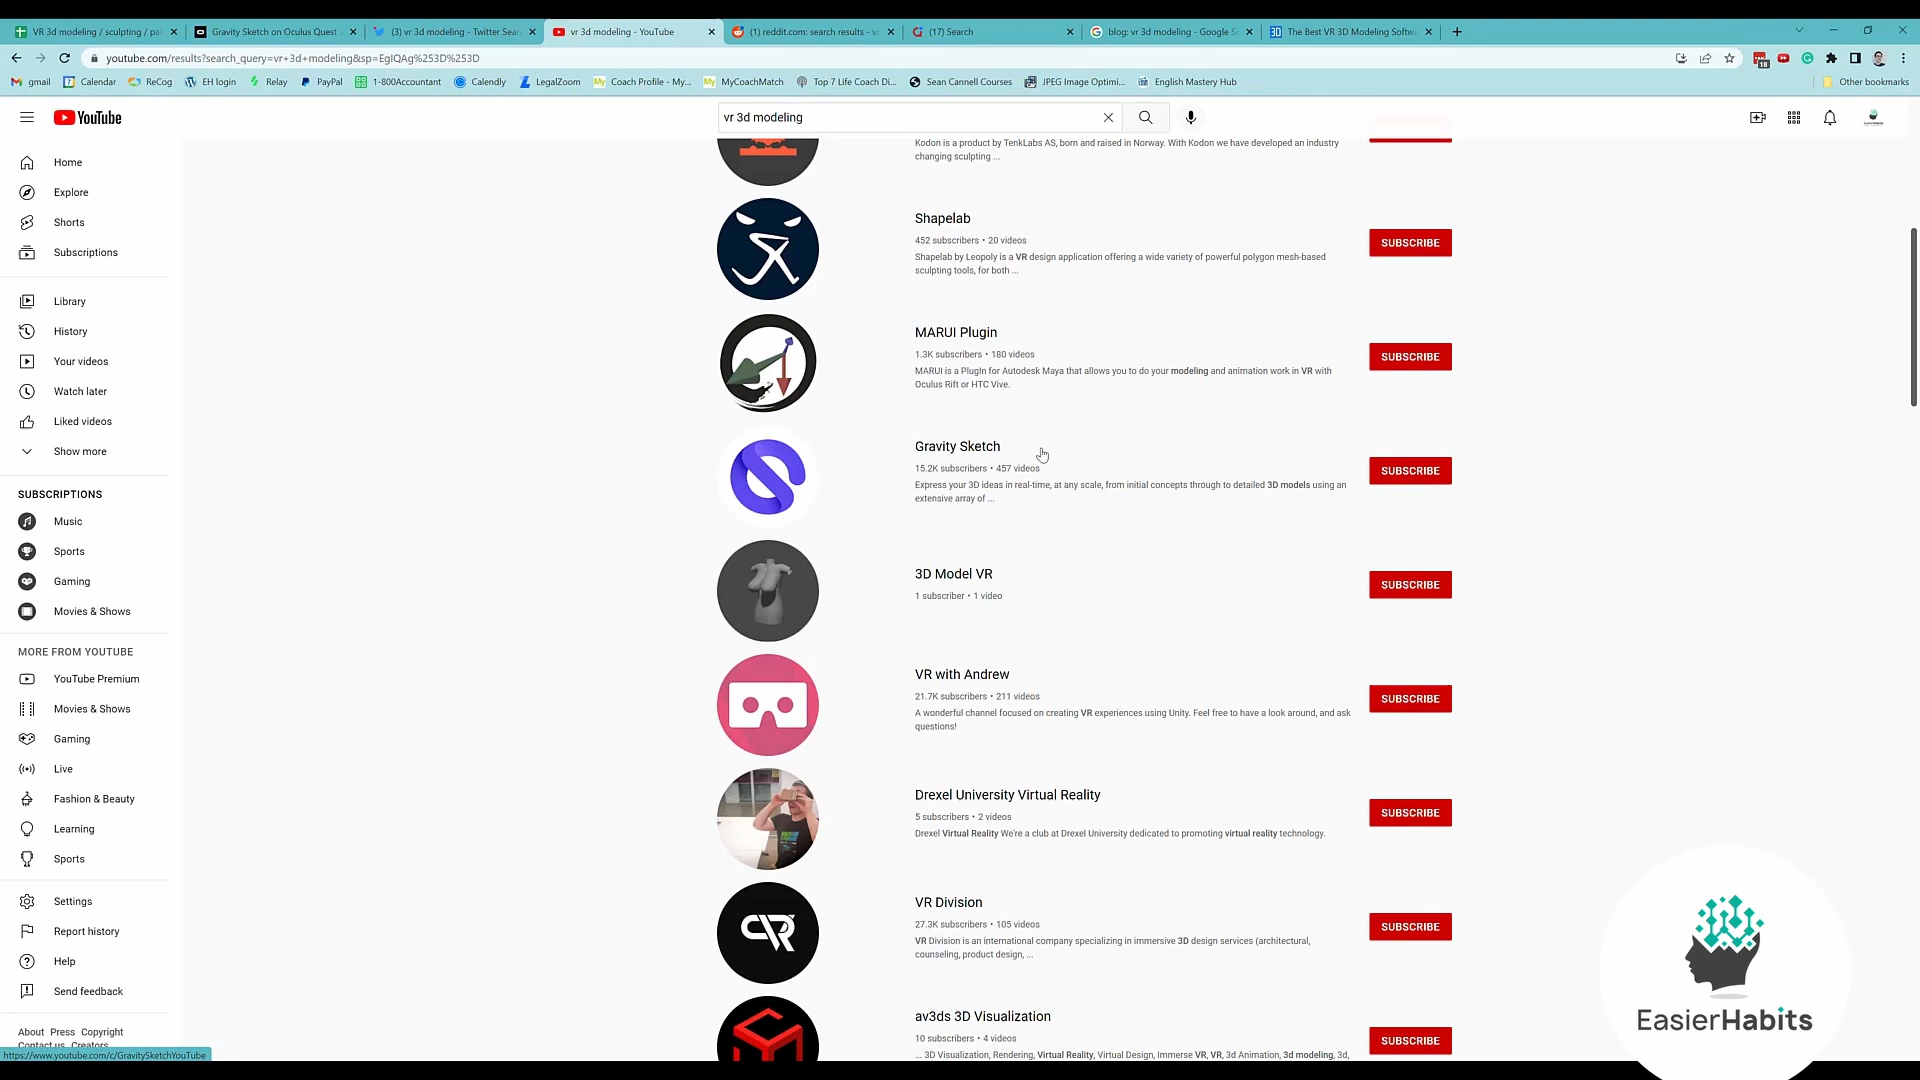 VR 3d modeling / sculpting / pai
Gravity Sketch on Oculus Quest
(3) vr 3d modeling - Twitter Sear
vr 3d modeling - YouTube
(1) reddit.com: search results - v
(17) Search
blog: vr 3d modeling - Google S
The Best VR 3D Modeling Softw
youtube.com/results?search_query=vr+3d+modeling&sp=EgIQAg%253D%253D
18
gmail
Calendar
ReCog
EH login
Relay
PayPal
1-800Accountant
Calendly
LegalZoom
Coach Profile - My...
MyCoachMatch
Top 7 Life Coach Di...
Sean Cannell Courses
JPEG Image Optimi...
English Mastery Hub
Other bookmarks
YouTube
vr 3d modeling
Home
Explore
Shorts
Subscriptions
Library
History
Your videos
Watch later
Liked videos
Show more
SUBSCRIPTIONS
Music
Sports
Gaming
Movies & Shows
MORE FROM YOUTUBE
YouTube Premium
Movies & Shows
Gaming
Live
Fashion & Beauty
Learning
Sports
Settings
Report history
Help
Send feedback
About Press Copyright
Contact us Creators
https://www.youtube.com/c/GravitySketchYouTube
Kodon is a product by TenkLabs AS, born and raised in Norway. With Kodon we have developed an industry
changing sculpting ...
Shapelab
452 subscribers • 20 videos
Shapelab by Leopoly is a VR design application offering a wide variety of powerful polygon mesh-based
sculpting tools, for both ...
SUBSCRIBE
MARUI Plugin
1.3K subscribers • 180 videos
MARUI is a PlugIn for Autodesk Maya that allows you to do your modeling and animation work in VR with
Oculus Rift or HTC Vive.
SUBSCRIBE
Gravity Sketch
15.2K subscribers • 457 videos
Express your 3D ideas in real-time, at any scale, from initial concepts through to detailed 3D models using an
extensive array of ...
SUBSCRIBE
3D Model VR
1 subscriber • 1 video
SUBSCRIBE
VR with Andrew
21.7K subscribers • 211 videos
A wonderful channel focused on creating VR experiences using Unity. Feel free to have a look around, and ask
questions!
SUBSCRIBE
Drexel University Virtual Reality
5 subscribers • 2 videos
Drexel Virtual Reality We're a club at Drexel University dedicated to promoting virtual reality technology.
SUBSCRIBE
VR Division
27.3K subscribers • 105 videos
VR Division is an international company specializing in immersive 3D design services (architectural,
counseling, product design, ...
SUBSCRIBE
av3ds 3D Visualization
10 subscribers • 4 videos
... 3D Visualization, Rendering, Virtual Reality, Virtual Design, Immerse VR, VR, 3d Animation, 3d modeling, 3d,
SUBSCRIBE
EasierHabits